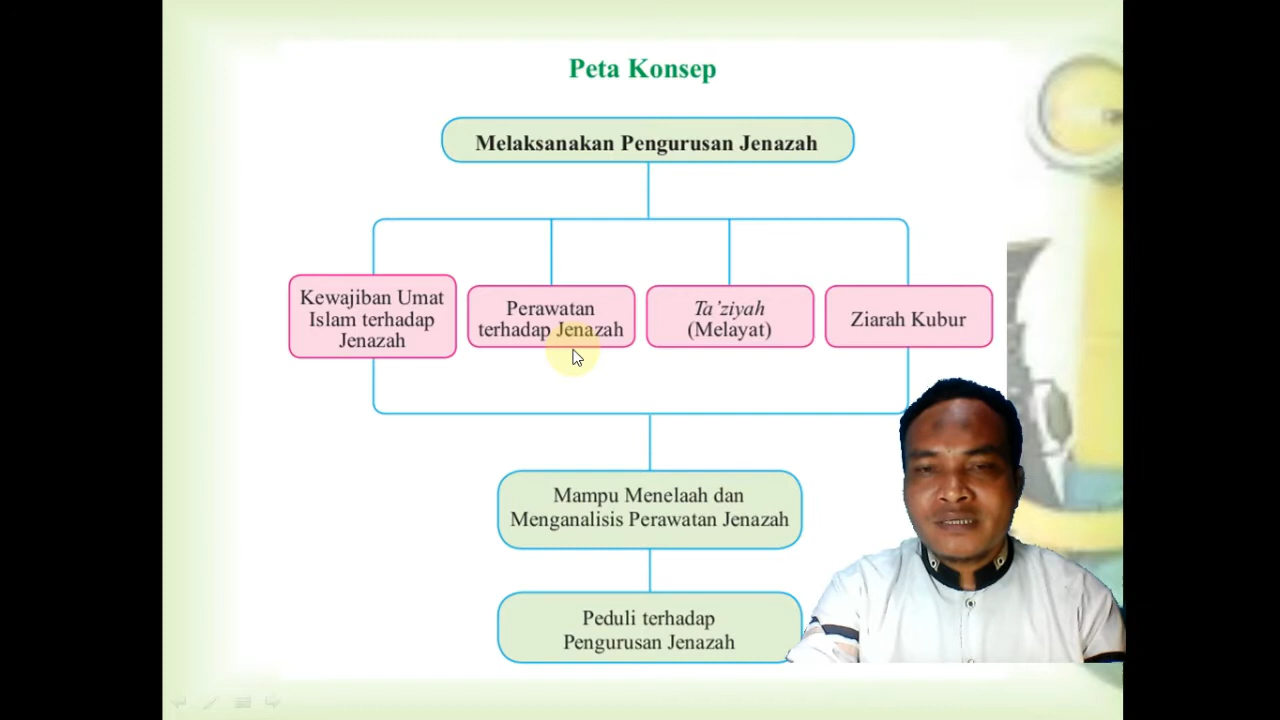 Peta Konsep
Melaksanakan Pengurusan Jenazah
Kewajiban Umat
Islam terhadap
Jenazah
Perawatan
terhadap Jenazah
Ta’ziyah
(Melayat)
Ziarah Kubur
Mampu Menelaah dan
Menganalisis Perawatan Jenazah
Peduli terhadap
Pengurusan Jenazah